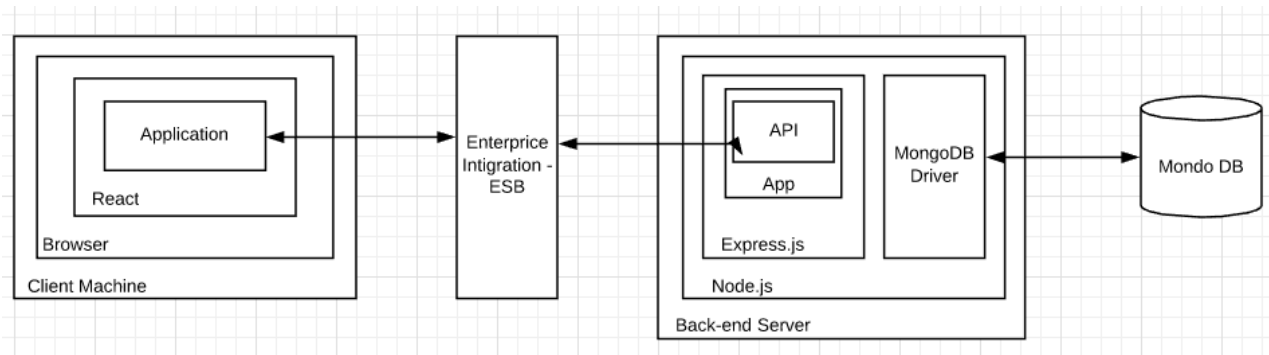 Application
React
Browser
Client Machine
Enterprice
Intigration -
ESB
API
App
Express.js
MongoDB
Driver
Node.js
Back-end Server
Mondo DB